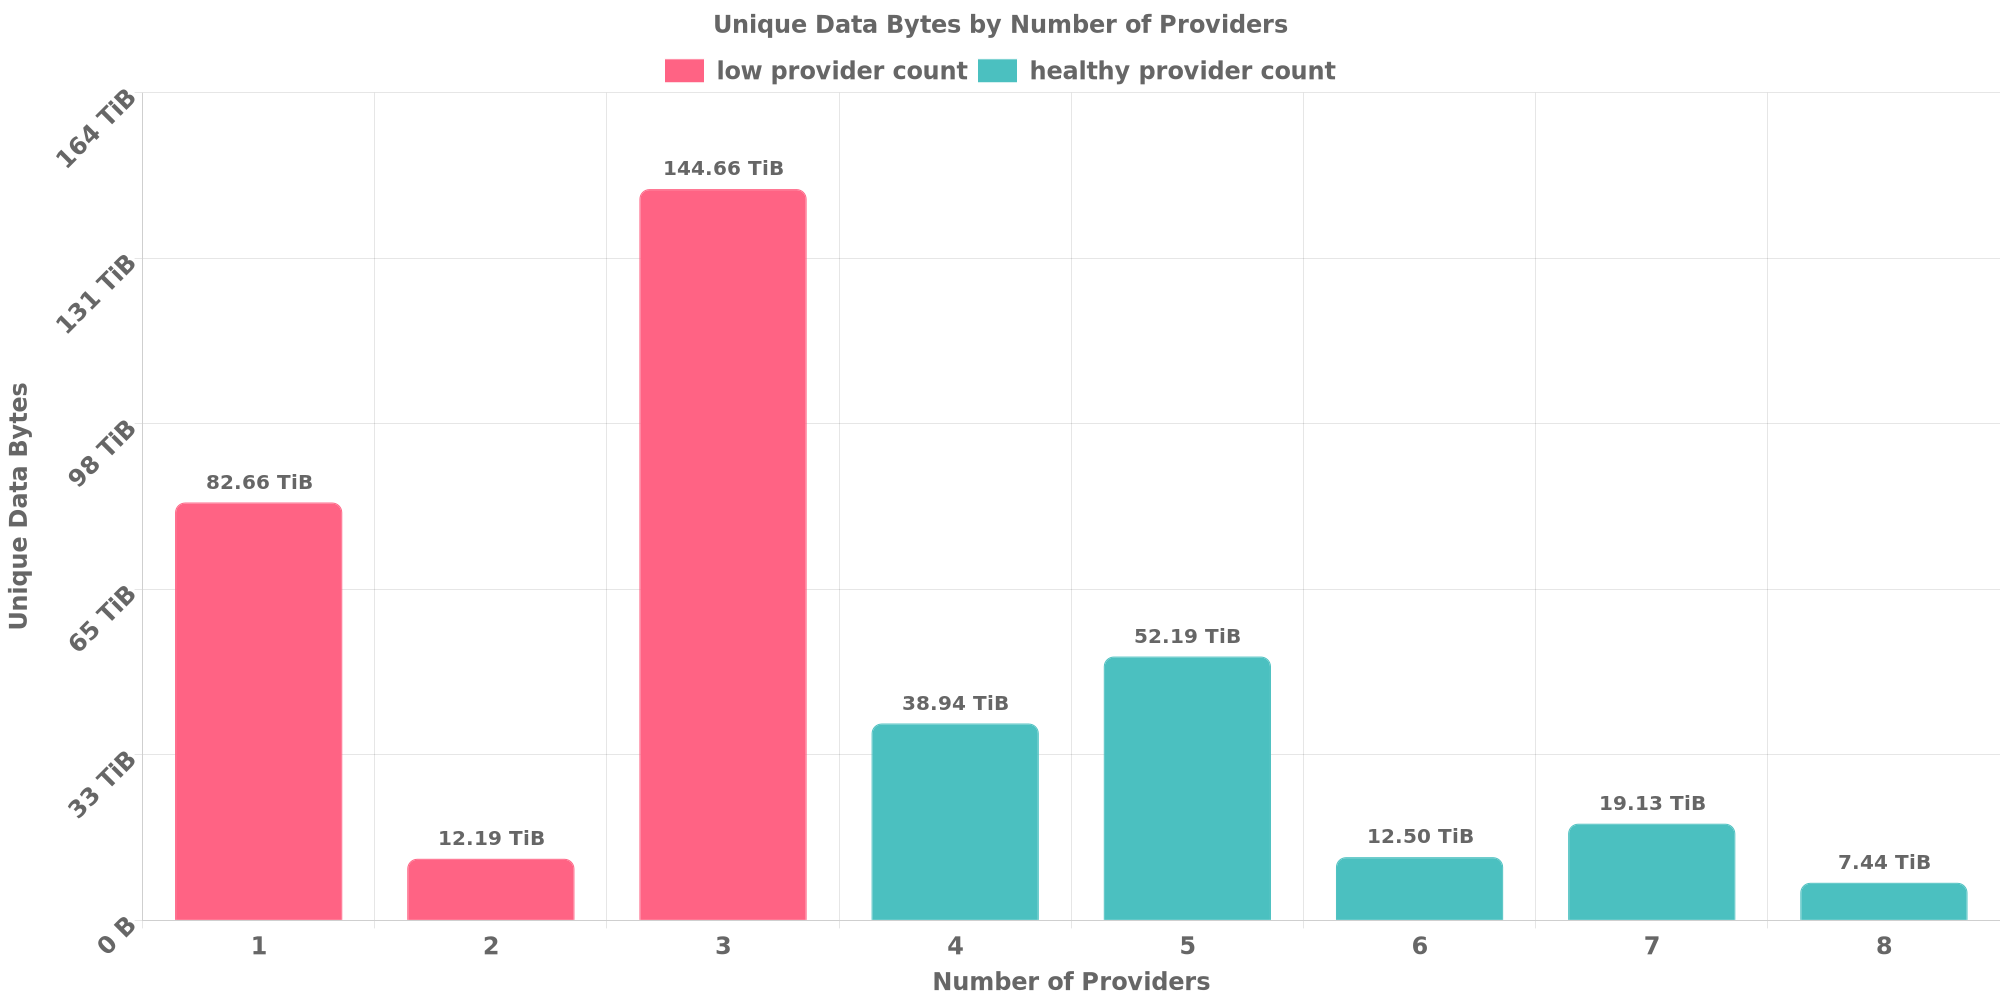 Unique Data Bytes by Number of Providers
low provider count healthy provider count
164 TiB
131 TiB
98 TiB
65 TiB
33 TiB
0 B
Unique Data Bytes
82.66 TiB
12.19 TiB
144.66 TiB
38.94 TiB
52.19 TiB
12.50 TiB
19.13 TiB
7.44 TiB
1 2 3 4 5 6 7 8
Number of Providers